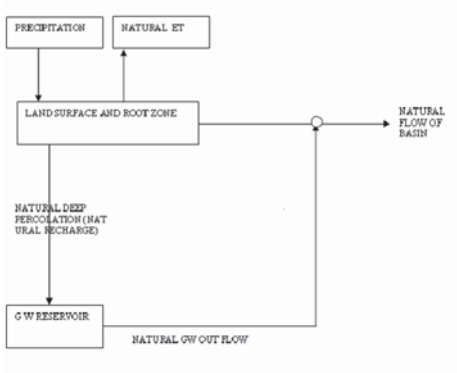 PRECIPITATION
NATURAL ET
LAND SURFACE AND ROOT ZONE
NATURAL
FLOW OF
BASIN
NATURAL DEEP
PERCOLATION (NAT
URAL RECHARGE)
G W RESERVOIR
NATURAL GW OUT FLOW